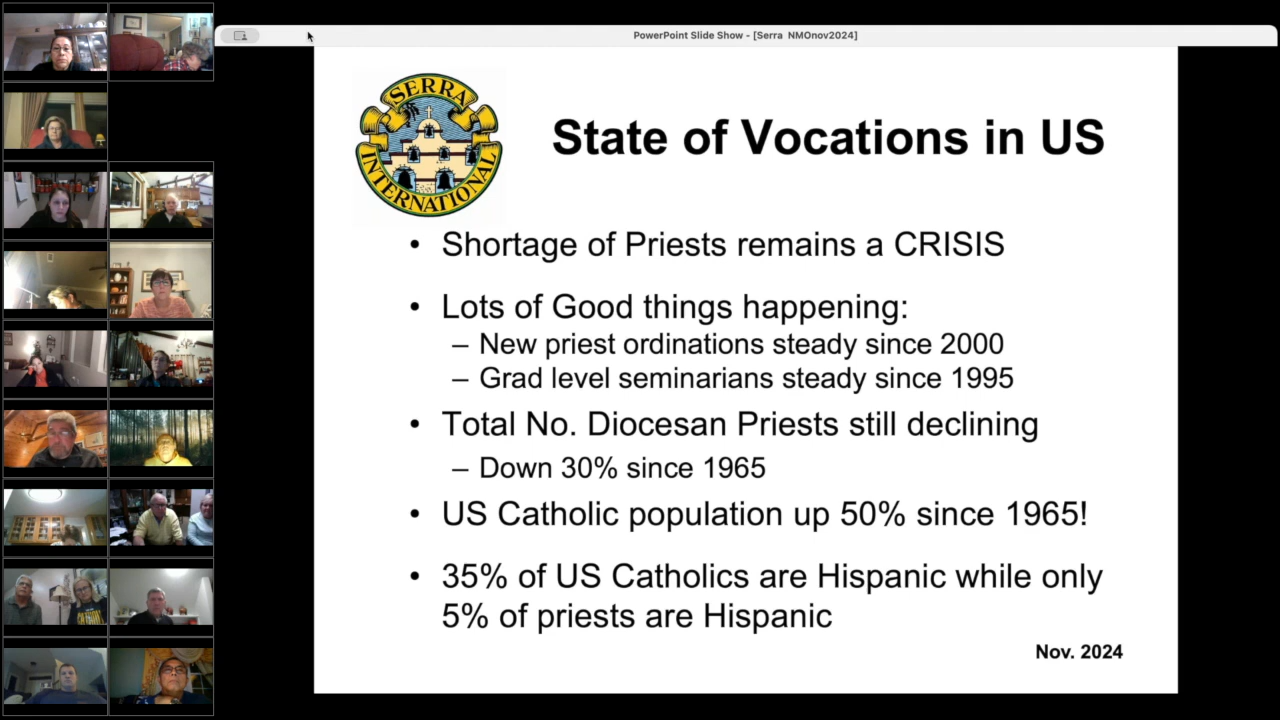 PowerPoint Slide Show - [Serra NMOnov2024]
SERRA
INTERNATIONAL
State of Vocations in US
• Shortage of Priests remains a CRISIS
• Lots of Good things happening:
– New priest ordinations steady since 2000
– Grad level seminarians steady since 1995
• Total No. Diocesan Priests still declining
– Down 30% since 1965
• US Catholic population up 50% since 1965!
• 35% of US Catholics are Hispanic while only
5% of priests are Hispanic
Nov. 2024